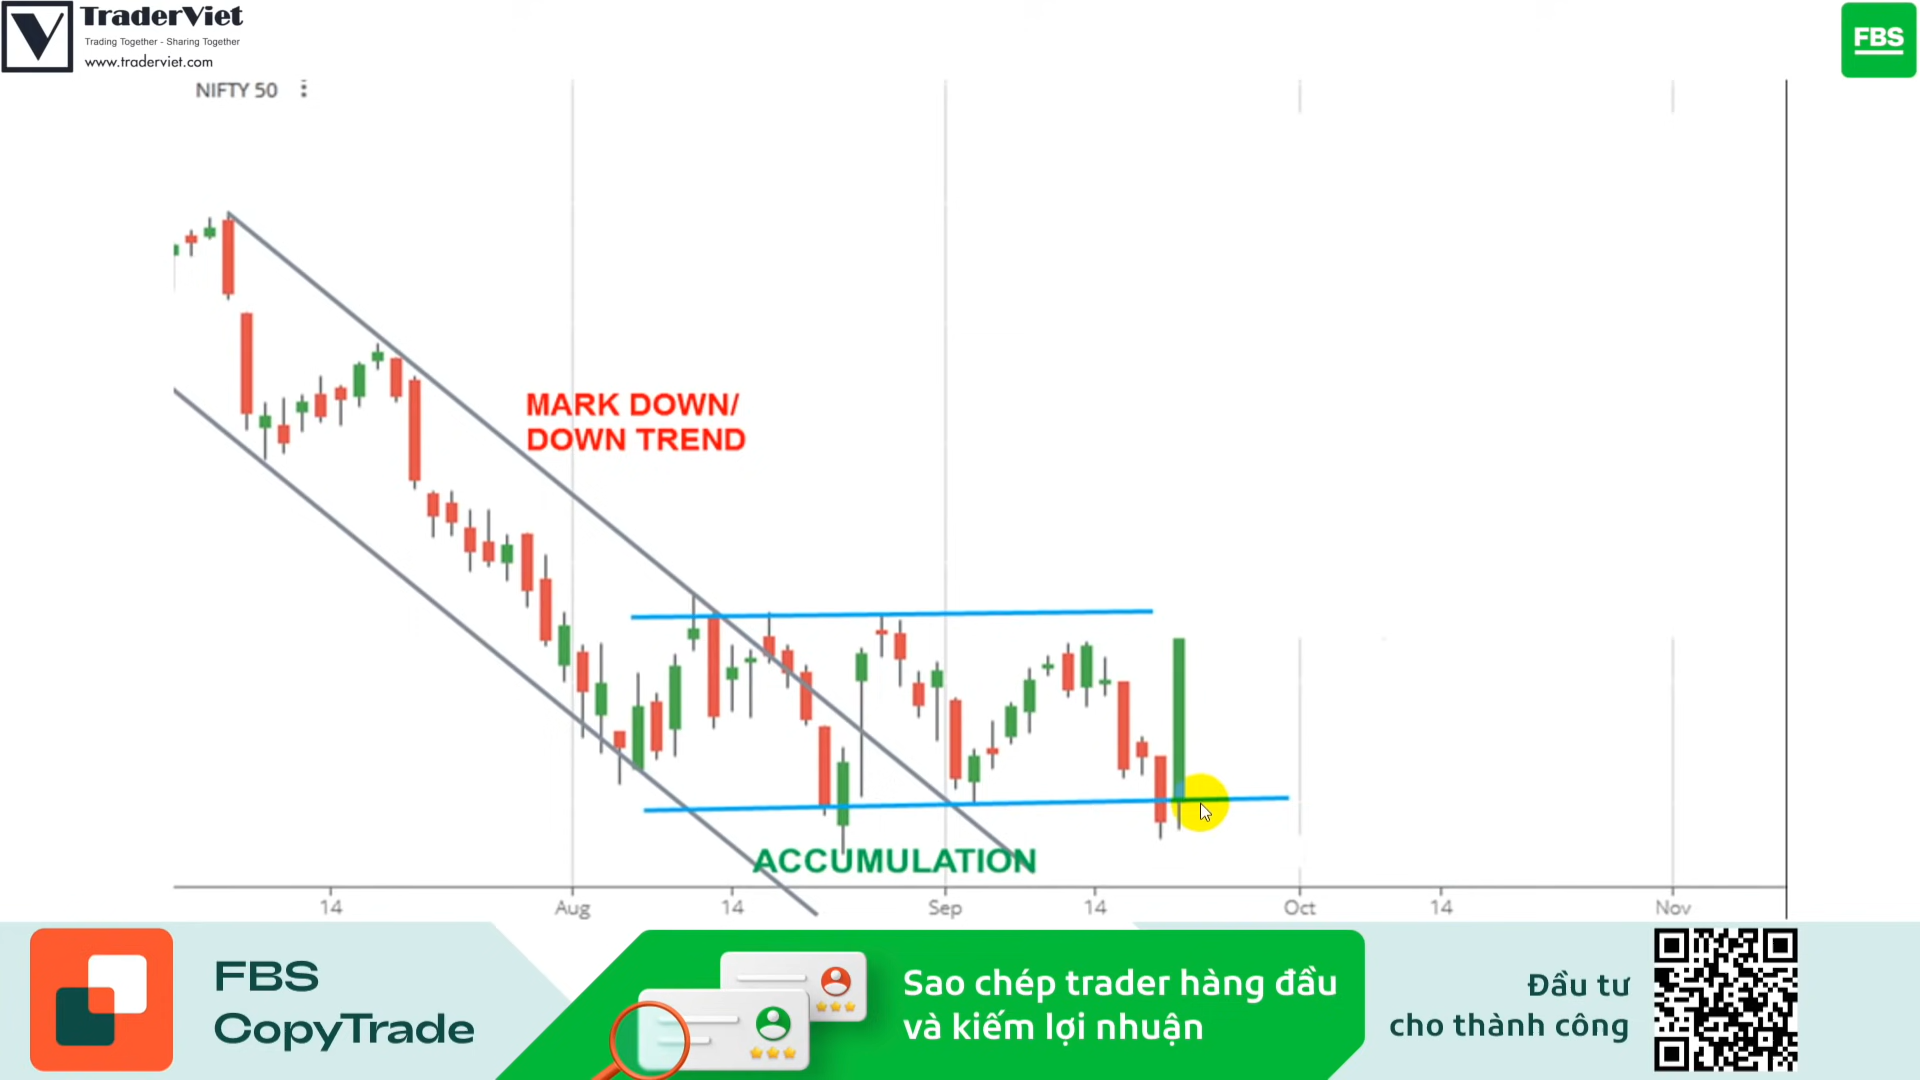 TraderViet
Trading Together - Sharing Together
www.traderviet.com
FBS
NIFTY 50
MARK DOWN/
DOWN TREND
ACCUMULATION
14
Aug
14
Sep
14
Oct
14
Nov
FBS
CopyTrade
Sao chép trader hàng đầu
và kiếm lợi nhuận
Đầu tư
cho thành công